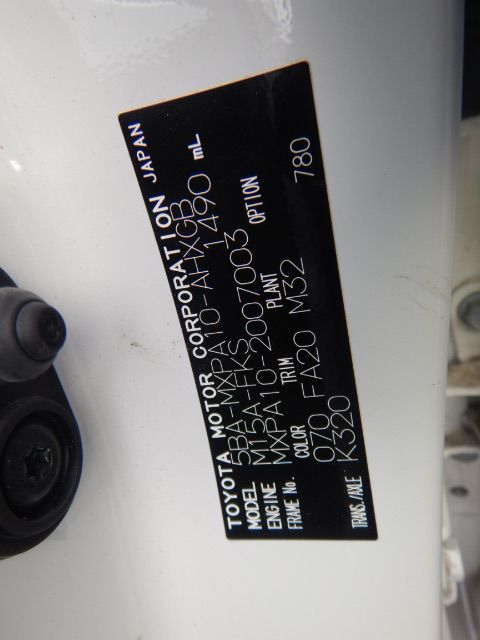 TOYOTA MOTOR CORPORATION JAPAN
MODEL 5BA-MXPA10-AHXGB
ENGINE M15A-FKS 1490 mL
FRAME No. MXPA10-2007003
COLOR TRIM PLANT OPTION
070 FA20 M32 780
TRANS./AXLE K320